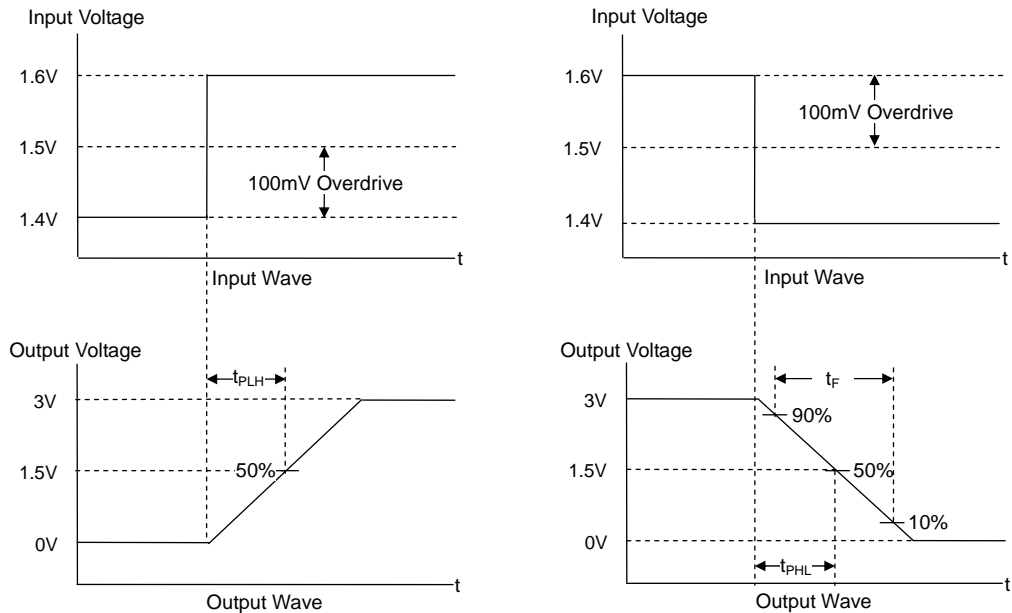 Input Voltage
1.6V
1.5V
100mV Overdrive
1.4V
t
Input Wave
Output Voltage
tPLH
3V
1.5V
50%
0V
t
Output Wave
Input Voltage
1.6V
100mV Overdrive
1.5V
1.4V
t
Input Wave
Output Voltage
tF
3V
90%
1.5V
50%
10%
0V
tPHL
t
Output Wave